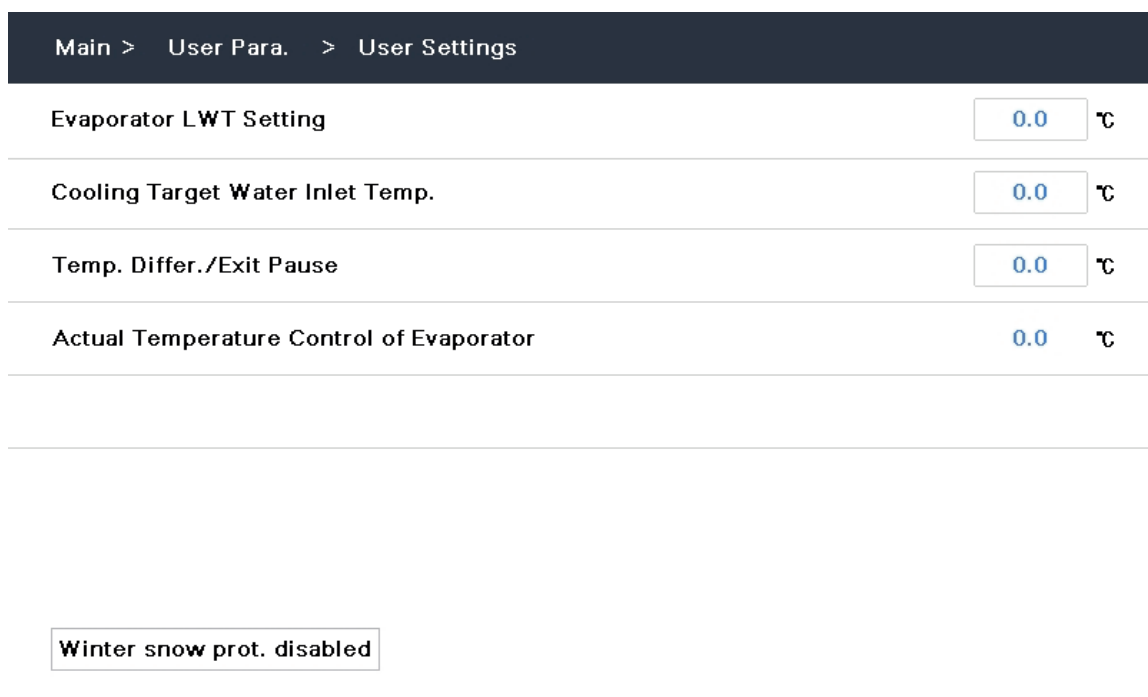 Main > User Para. > User Settings
Evaporator LWT Setting 0.0 ℃
Cooling Target Water Inlet Temp. 0.0 ℃
Temp. Differ./Exit Pause 0.0 ℃
Actual Temperature Control of Evaporator 0.0 ℃
Winter snow prot. disabled